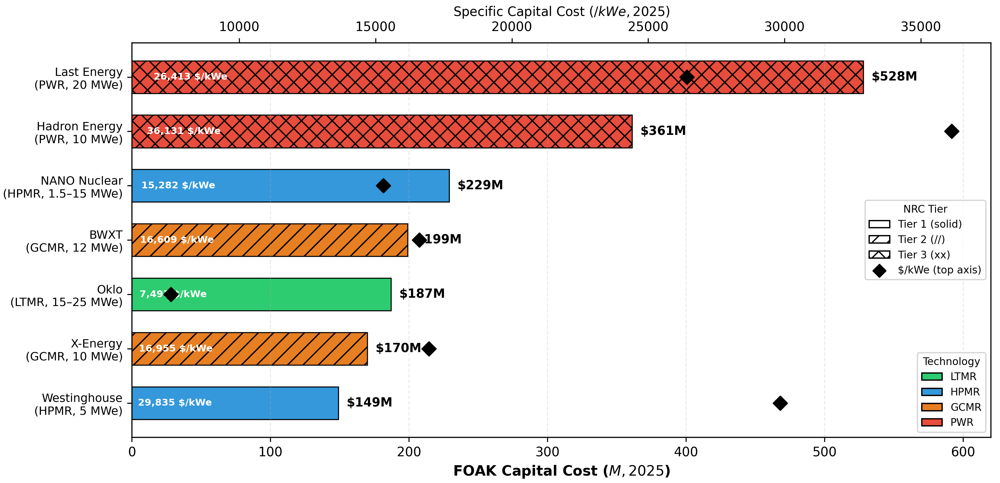 Specific Capital Cost (/kWe, 2025)
10000 15000 20000 25000 30000 35000
Last Energy
(PWR, 20 MWe)
26,413 $/kWe
$528M
Hadron Energy
(PWR, 10 MWe)
36,131 $/kWe
$361M
NANO Nuclear
(HPMR, 1.5–15 MWe)
15,282 $/kWe
$229M
BWXT
(GCMR, 12 MWe)
16,609 $/kWe
199M
Oklo
(LTMR, 15–25 MWe)
$187M
X-Energy
(GCMR, 10 MWe)
16,955 $/kWe
$170M
Westinghouse
(HPMR, 5 MWe)
29,835 $/kWe
$149M
NRC Tier
Tier 1 (solid)
Tier 2 (//)
Tier 3 (xx)
$/kWe (top axis)
Technology
LTMR
HPMR
GCMR
PWR
0 100 200 300 400 500 600
FOAK Capital Cost (M, 2025)